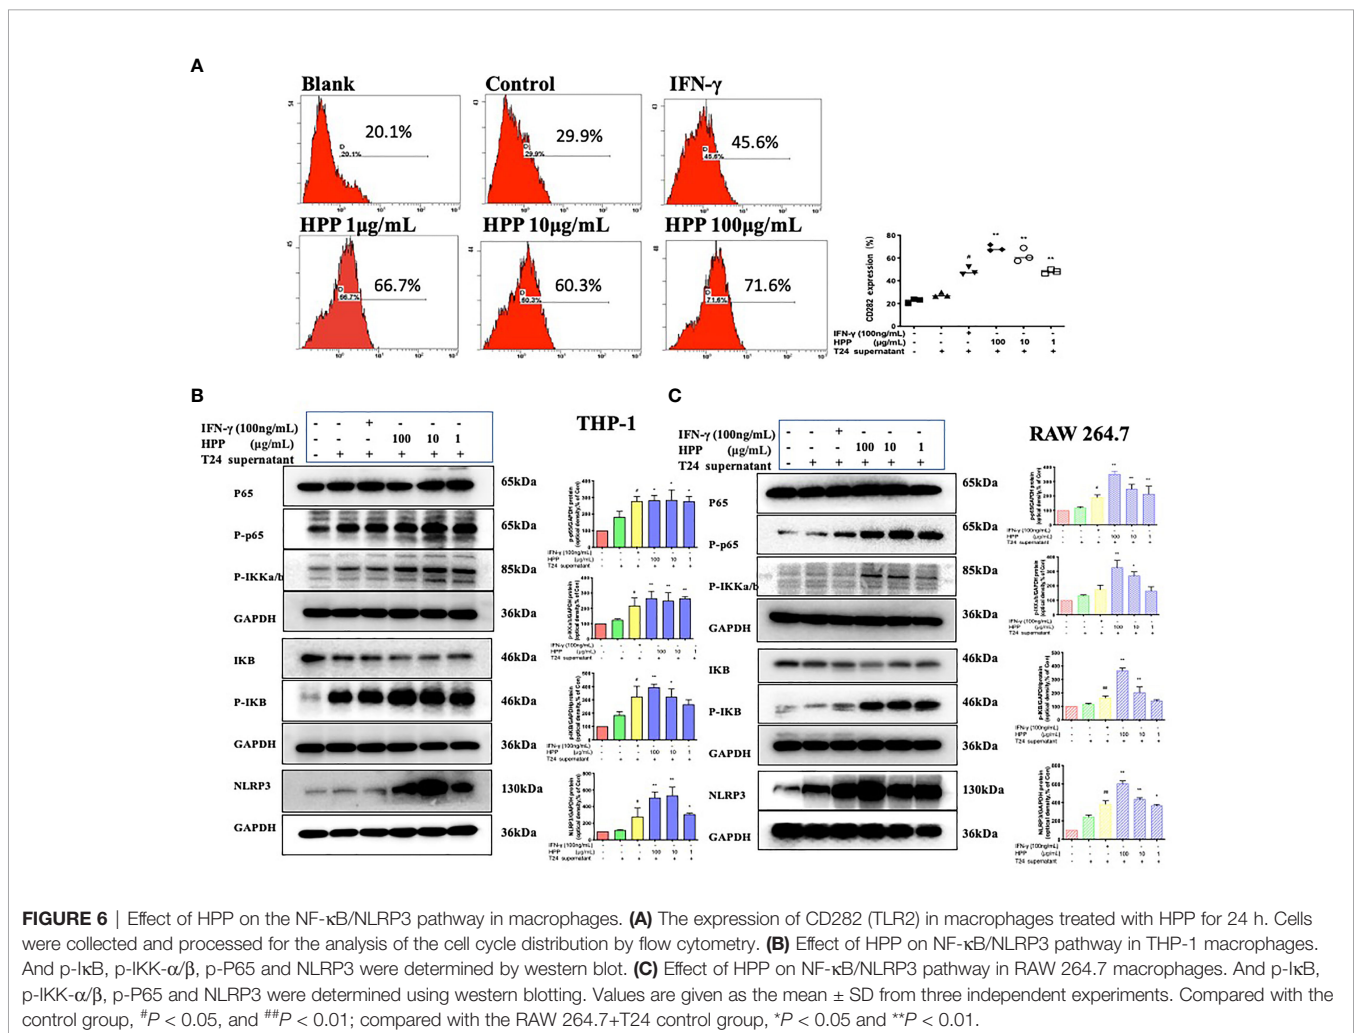 A
Blank
Control
IFN-γ
20.1%
29.9%
45.6%
HPP 1μg/mL
HPP 10μg/mL
HPP 100μg/mL
66.7%
60.3%
71.6%
CD282 expression (%)
80
60
40
20
0
#
**
**
**
IFN-γ (100ng/mL) - - + - - -
HPP (μg/mL) - - - 100 10 1
T24 supernatant - + + + + +
B
IFN-γ (100ng/mL) - - + - - -
HPP (μg/mL) - - - 100 10 1
T24 supernatant - + + + + +
THP-1
P65 65kDa
P-p65 65kDa
P-IKKa/b 85kDa
GAPDH 36kDa
IKB 46kDa
P-IKB 46kDa
GAPDH 36kDa
NLRP3 130kDa
GAPDH 36kDa
C
IFN-γ (100ng/mL) - - + - - -
HPP (μg/mL) - - - 100 10 1
T24 supernatant - + + + + +
RAW 264.7
P65 65kDa
P-p65 65kDa
P-IKKa/b 85kDa
GAPDH 36kDa
IKB 46kDa
P-IKB 46kDa
GAPDH 36kDa
NLRP3 130kDa
GAPDH 36kDa
FIGURE 6 | Effect of HPP on the NF-κB/NLRP3 pathway in macrophages. (A) The expression of CD282 (TLR2) in macrophages treated with HPP for 24 h. Cells
were collected and processed for the analysis of the cell cycle distribution by flow cytometry. (B) Effect of HPP on NF-κB/NLRP3 pathway in THP-1 macrophages.
And p-IκB, p-IKK-α/β, p-P65 and NLRP3 were determined by western blot. (C) Effect of HPP on NF-κB/NLRP3 pathway in RAW 264.7 macrophages. And p-IκB,
p-IKK-α/β, p-P65 and NLRP3 were determined using western blotting. Values are given as the mean ± SD from three independent experiments. Compared with the
control group, #P < 0.05, and ##P < 0.01; compared with the RAW 264.7+T24 control group, *P < 0.05 and **P < 0.01.